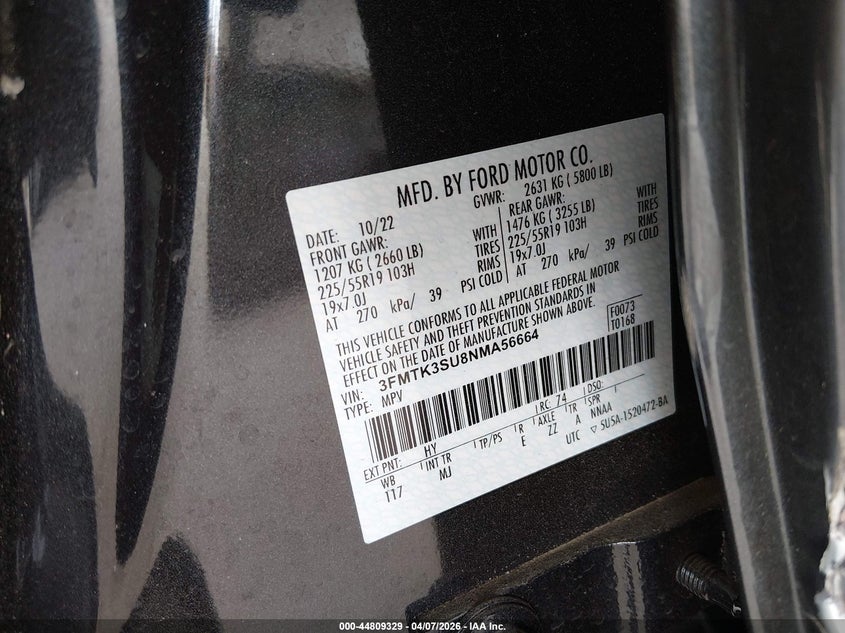 MFD. BY FORD MOTOR CO.
DATE: 10/22 GVWR: 2631 KG ( 5800 LB)
FRONT GAWR: WITH REAR GAWR: WITH
1207 KG ( 2660 LB) TIRES 1476 KG ( 3255 LB) TIRES
225/55R19 103H RIMS 225/55R19 103H RIMS
19x7.0J 19x7.0J
AT 270 kPa/ 39 PSI COLD AT 270 kPa/ 39 PSI COLD
THIS VEHICLE CONFORMS TO ALL APPLICABLE FEDERAL MOTOR
VEHICLE SAFETY AND THEFT PREVENTION STANDARDS IN
EFFECT ON THE DATE OF MANUFACTURE SHOWN ABOVE.
F0073
T0168
VIN: 3FMTK3SU8NMA56664
TYPE: MPV
EXT PNT: HY RC: 74 DSO:
WB INT TR TP/PS R AXLE TR SPR
117 MJ E ZZ A NNAA
UTC ▽ SU5A-1520472-BA
000-44809329 | 04/07/2026 - IAA Inc.